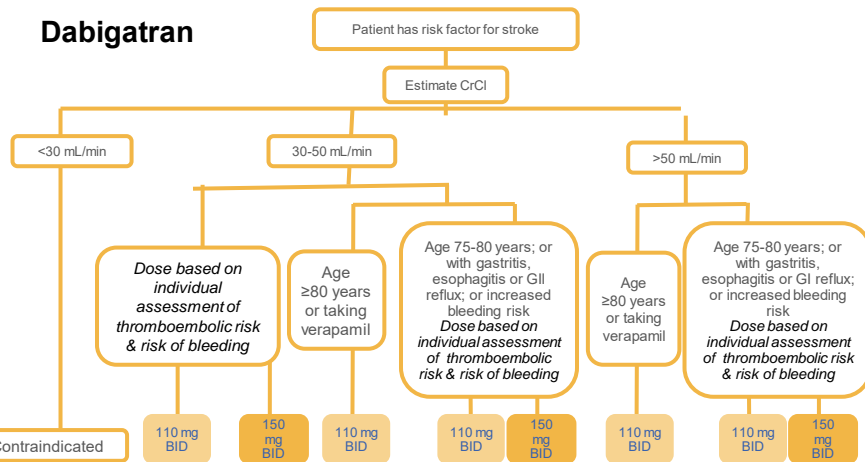 Dabigatran
Patient has risk factor for stroke
Estimate CrCl
<30 mL/min
30-50 mL/min
>50 mL/min
Dose based on
individual
assessment of
thromboembolic risk
& risk of bleeding
Age
≥80 years
or taking
verapamil
Age 75-80 years; or
with gastritis,
esophagitis or GII
reflux; or increased
bleeding risk
Dose based on
individual assessment
of thromboembolic
risk & risk of bleeding
Age
≥80 years
or taking
verapamil
Age 75-80 years; or
with gastritis,
esophagitis or GI reflux;
or increased bleeding
risk
Dose based on
individual assessment
of thromboembolic risk
& risk of bleeding
Contraindicated
110 mg
BID
150
mg
BID
110 mg
BID
110 mg
BID
150
mg
BID
110 mg
BID
110 mg
BID
150
mg
BID